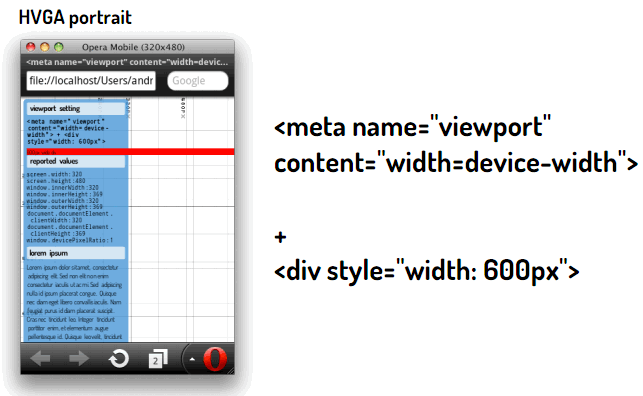 HVGA portrait
Opera Mobile (320x480)
<meta name="viewport" content="width=devic...
file://localhost/Users/andr
Google
viewport setting
<meta name="viewport"
content="width=device-
width"> + <div
style="width: 600px">
reported values
screen.width:320
screen.height:480
window.innerWidth:320
window.innerHeight:369
window.outerWidth:320
window.outerHeight:369
document.documentElement.
clientWidth:320
document.documentElement.
clientHeight:369
window.devicePixelRatio:1
lorem ipsum
Lorem ipsum dolor sit amet, consectetur
adipiscing elit. Sed non elit non enim
consectetur iaculis ut ac mi. Sed adipiscing
nulla id ipsum placerat congue. Quisque
nec diam eget libero convallis iaculis. Nam
feugiat purus id diam placerat suscipit.
Cras nec tincidunt leo. Integer tincidunt
porttitor enim, et elementum augue
pellentesque id. Quisque leo velit, tincidunt
2
<meta name="viewport"
content="width=device-width">
+
<div style="width: 600px">